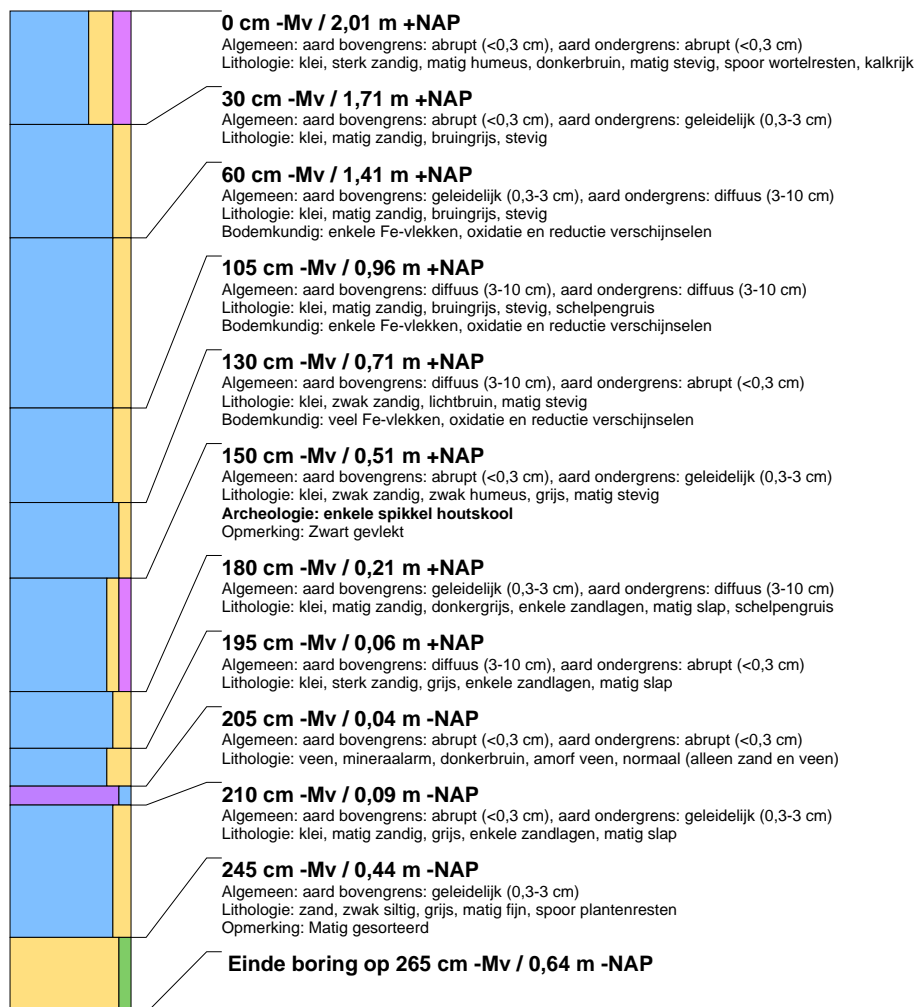 0 cm -Mv / 2,01 m +NAP
Algemeen: aard bovengrens: abrupt (<0,3 cm), aard ondergrens: abrupt (<0,3 cm)
Lithologie: klei, sterk zandig, matig humeus, donkerbruin, matig stevig, spoor wortelresten, kalkrijk
30 cm -Mv / 1,71 m +NAP
Algemeen: aard bovengrens: abrupt (<0,3 cm), aard ondergrens: geleidelijk (0,3-3 cm)
Lithologie: klei, matig zandig, bruingrijs, stevig
60 cm -Mv / 1,41 m +NAP
Algemeen: aard bovengrens: geleidelijk (0,3-3 cm), aard ondergrens: diffuus (3-10 cm)
Lithologie: klei, matig zandig, bruingrijs, stevig
Bodemkundig: enkele Fe-vlekken, oxidatie en reductie verschijnselen
105 cm -Mv / 0,96 m +NAP
Algemeen: aard bovengrens: diffuus (3-10 cm), aard ondergrens: diffuus (3-10 cm)
Lithologie: klei, matig zandig, bruingrijs, stevig, schelpengruis
Bodemkundig: enkele Fe-vlekken, oxidatie en reductie verschijnselen
130 cm -Mv / 0,71 m +NAP
Algemeen: aard bovengrens: diffuus (3-10 cm), aard ondergrens: abrupt (<0,3 cm)
Lithologie: klei, zwak zandig, lichtbruin, matig stevig
Bodemkundig: veel Fe-vlekken, oxidatie en reductie verschijnselen
150 cm -Mv / 0,51 m +NAP
Algemeen: aard bovengrens: abrupt (<0,3 cm), aard ondergrens: geleidelijk (0,3-3 cm)
Lithologie: klei, zwak zandig, zwak humeus, grijs, matig stevig
Archeologie: enkele spikkel houtskool
Opmerking: Zwart gevlekt
180 cm -Mv / 0,21 m +NAP
Algemeen: aard bovengrens: geleidelijk (0,3-3 cm), aard ondergrens: diffuus (3-10 cm)
Lithologie: klei, matig zandig, donkergrijs, enkele zandlagen, matig slap, schelpengruis
195 cm -Mv / 0,06 m +NAP
Algemeen: aard bovengrens: diffuus (3-10 cm), aard ondergrens: abrupt (<0,3 cm)
Lithologie: klei, sterk zandig, grijs, enkele zandlagen, matig slap
205 cm -Mv / 0,04 m -NAP
Algemeen: aard bovengrens: abrupt (<0,3 cm), aard ondergrens: abrupt (<0,3 cm)
Lithologie: veen, mineraalarm, donkerbruin, amorf veen, normaal (alleen zand en veen)
210 cm -Mv / 0,09 m -NAP
Algemeen: aard bovengrens: abrupt (<0,3 cm), aard ondergrens: geleidelijk (0,3-3 cm)
Lithologie: klei, matig zandig, grijs, enkele zandlagen, matig slap
245 cm -Mv / 0,44 m -NAP
Algemeen: aard bovengrens: geleidelijk (0,3-3 cm)
Lithologie: zand, zwak siltig, grijs, matig fijn, spoor plantenresten
Opmerking: Matig gesorteerd
Einde boring op 265 cm -Mv / 0,64 m -NAP